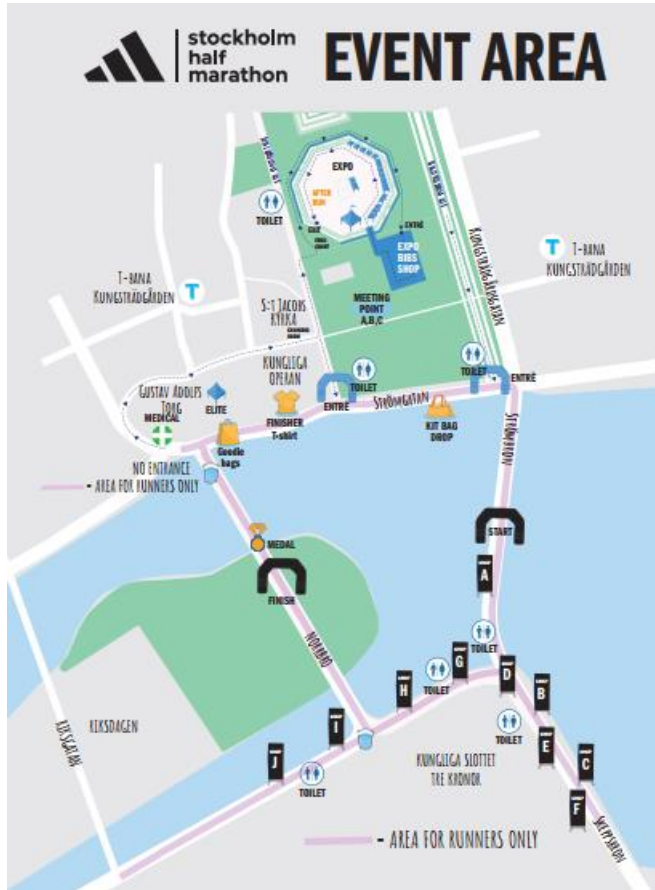 stockholm
half
marathon
EVENT AREA
EXPO
AFTER
RUN
TOILET
EXIT
ENTRÉ
EXPO
BIBS
SHOP
KUNGSTRÄDGÅRDSGATAN
T
T-BANA
KUNGSTRÄDGÅRDEN
T-BANA
KUNGSTRÄDGÅRDEN
T
MEETING
POINT
A,B,C
S:T JACOBS
KYRKA
KUNGLIGA
OPERAN
TOILET
TOILET
ENTRÉ
GUSTAV ADOLFS
TORG
MEDICAL
ELITE
FINISHER
T-shirt
ENTRÉ
STRÖMGATAN
KIT BAG
DROP
STRÖMBRON
Goodie
bags
NO ENTRANCE
- AREA FOR RUNNERS ONLY
START
MEDAL
A
FINISH
NORRBRO
TOILET
G
TOILET
D
H
B
TOILET
E
I
C
J
TOILET
F
RIKSGATAN
RIKSDAGEN
KUNGLIGA SLOTTET
TRE KRONOR
SKEPPSBRON
- AREA FOR RUNNERS ONLY